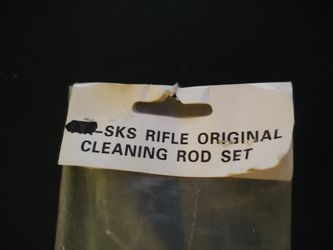 -SKS RIFLE ORIGINAL
CLEANING ROD SET